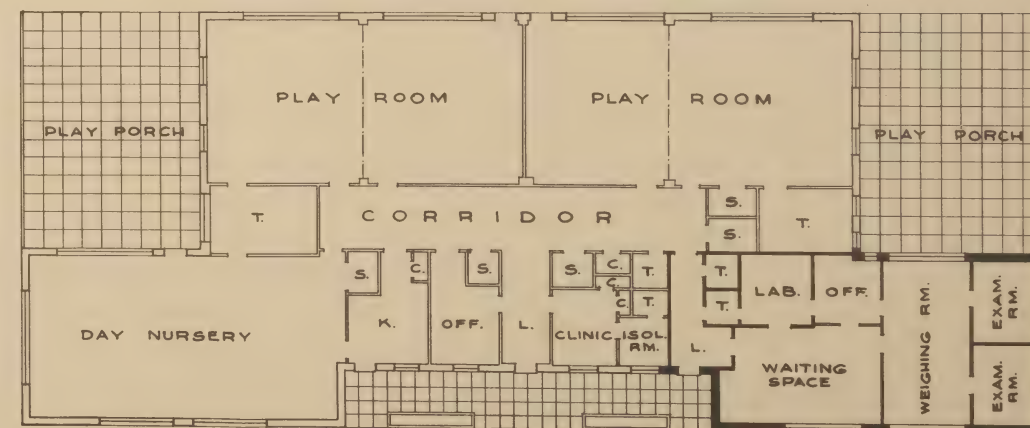 PLAY ROOM
PLAY ROOM
PLAY PORCH
PLAY PORCH
T.
CORRIDOR
S.
S.
T.
S.
C.
S.
S.
C.
C.
C.
T.
T.
T.
T.
LAB.
OFF.
DAY NURSERY
K.
OFF.
L.
CLINIC
ISOL.
RM.
L.
WAITING
SPACE
WEIGHING RM.
EXAM.
RM.
EXAM.
RM.